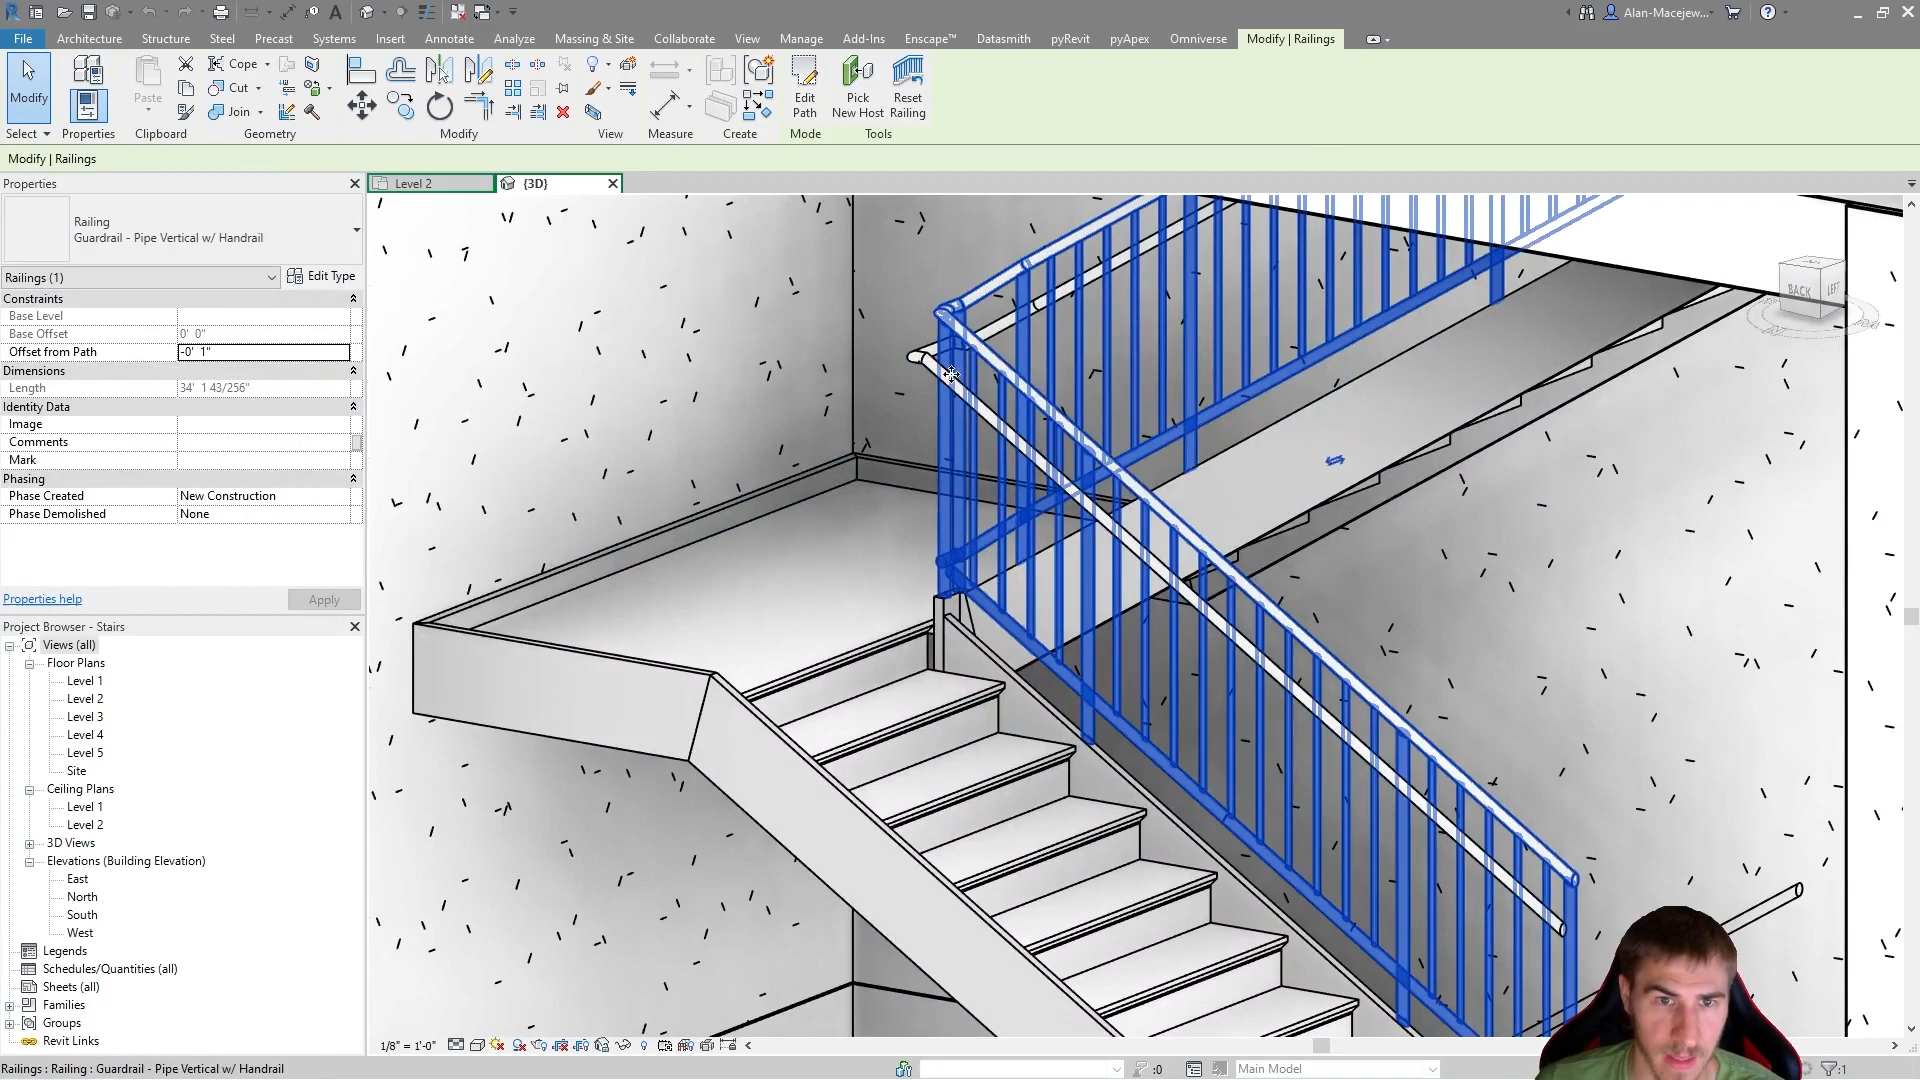 Alan-Macejew...
File Architecture Structure Steel Precast Systems Insert Annotate Analyze Massing & Site Collaborate View Manage Add-Ins Enscape™ Datasmith pyRevit pyApex Omniverse Modify | Railings
Modify Paste Cope Cut Join Edit Path Pick New Host Reset Railing
Select Properties Clipboard Geometry Modify View Measure Create Mode Tools
Modify | Railings
Properties
Level 2
{3D}
Railing
Guardrail - Pipe Vertical w/ Handrail
Railings (1)
Edit Type
Constraints
Base Level
Base Offset 0' 0"
Offset from Path -0' 1"
Dimensions
Length 34' 1 43/256"
Identity Data
Image
Comments
Mark
Phasing
Phase Created New Construction
Phase Demolished None
Properties help
Apply
BACK LEFT
Project Browser - Stairs
Views (all)
Floor Plans
Level 1
Level 2
Level 3
Level 4
Level 5
Site
Ceiling Plans
Level 1
Level 2
3D Views
Elevations (Building Elevation)
East
North
South
West
Legends
Schedules/Quantities (all)
Sheets (all)
Families
Groups
Revit Links
1/8" = 1'-0"
Railings : Railing : Guardrail - Pipe Vertical w/ Handrail
:0
Main Model
:1